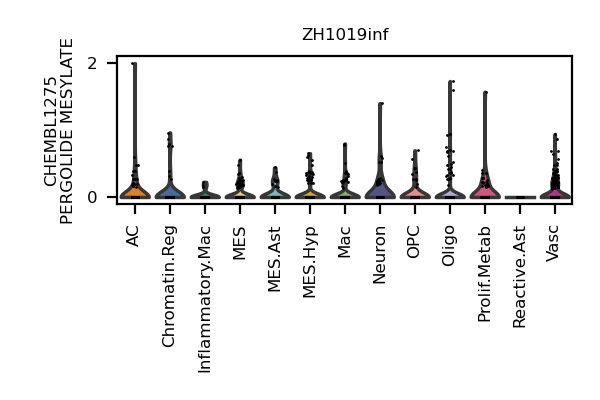 ZH1019inf
CHEMBL1275
PERGOLIDE MESYLATE
2
0
AC
Chromatin.Reg
Inflammatory.Mac
MES
MES.Ast
MES.Hyp
Mac
Neuron
OPC
Oligo
Prolif.Metab
Reactive.Ast
Vasc